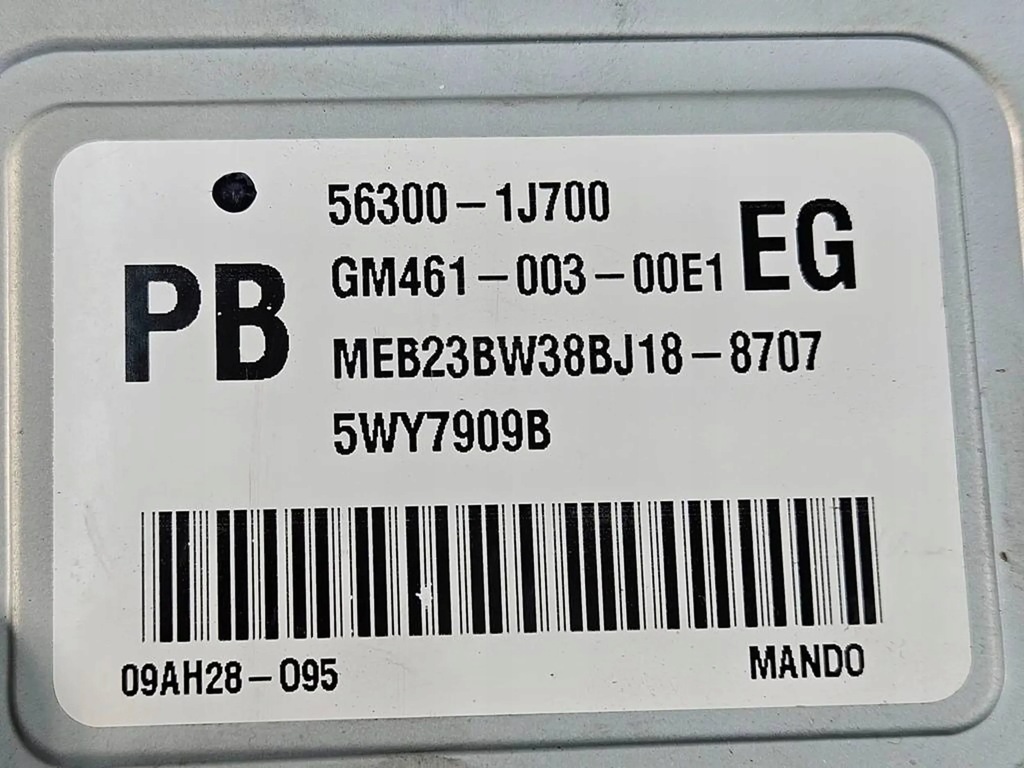 56300-1J700
EG
GM461-003-00E1
PB
MEB23BW38BJ18-8707
5WY7909B
09AH28-095
MANDO